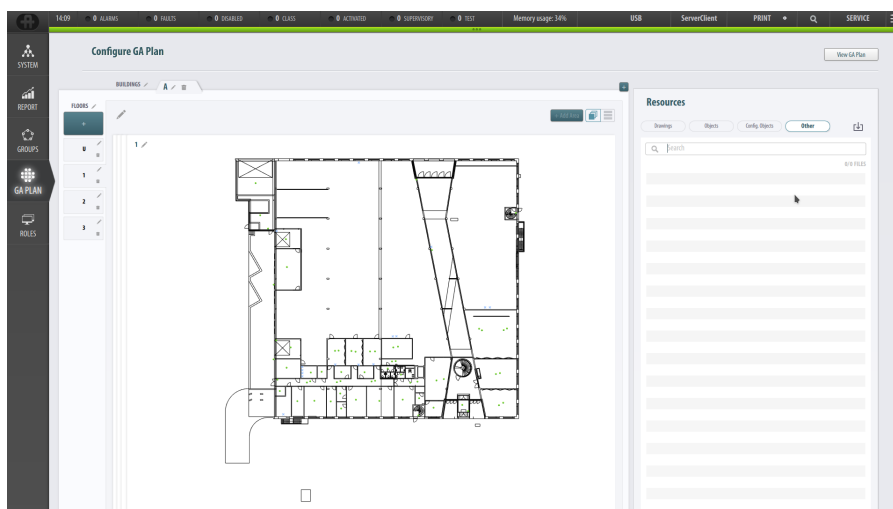 14:09 0 ALARMS 0 FAULTS 0 DISABLED 0 CLASS 0 ACTIVATED 0 SUPERVISORY 0 TEST Memory usage: 34% USB ServerClient PRINT SERVICE
SYSTEM
REPORT
GROUPS
GA PLAN
ROLES
Configure GA Plan
View GA Plan
BUILDINGS A
+
FLOORS
+
U
1
2
3
+ Add Area
1
Resources
Drawings Objects Config. Objects Other
Search
0/0 FILES